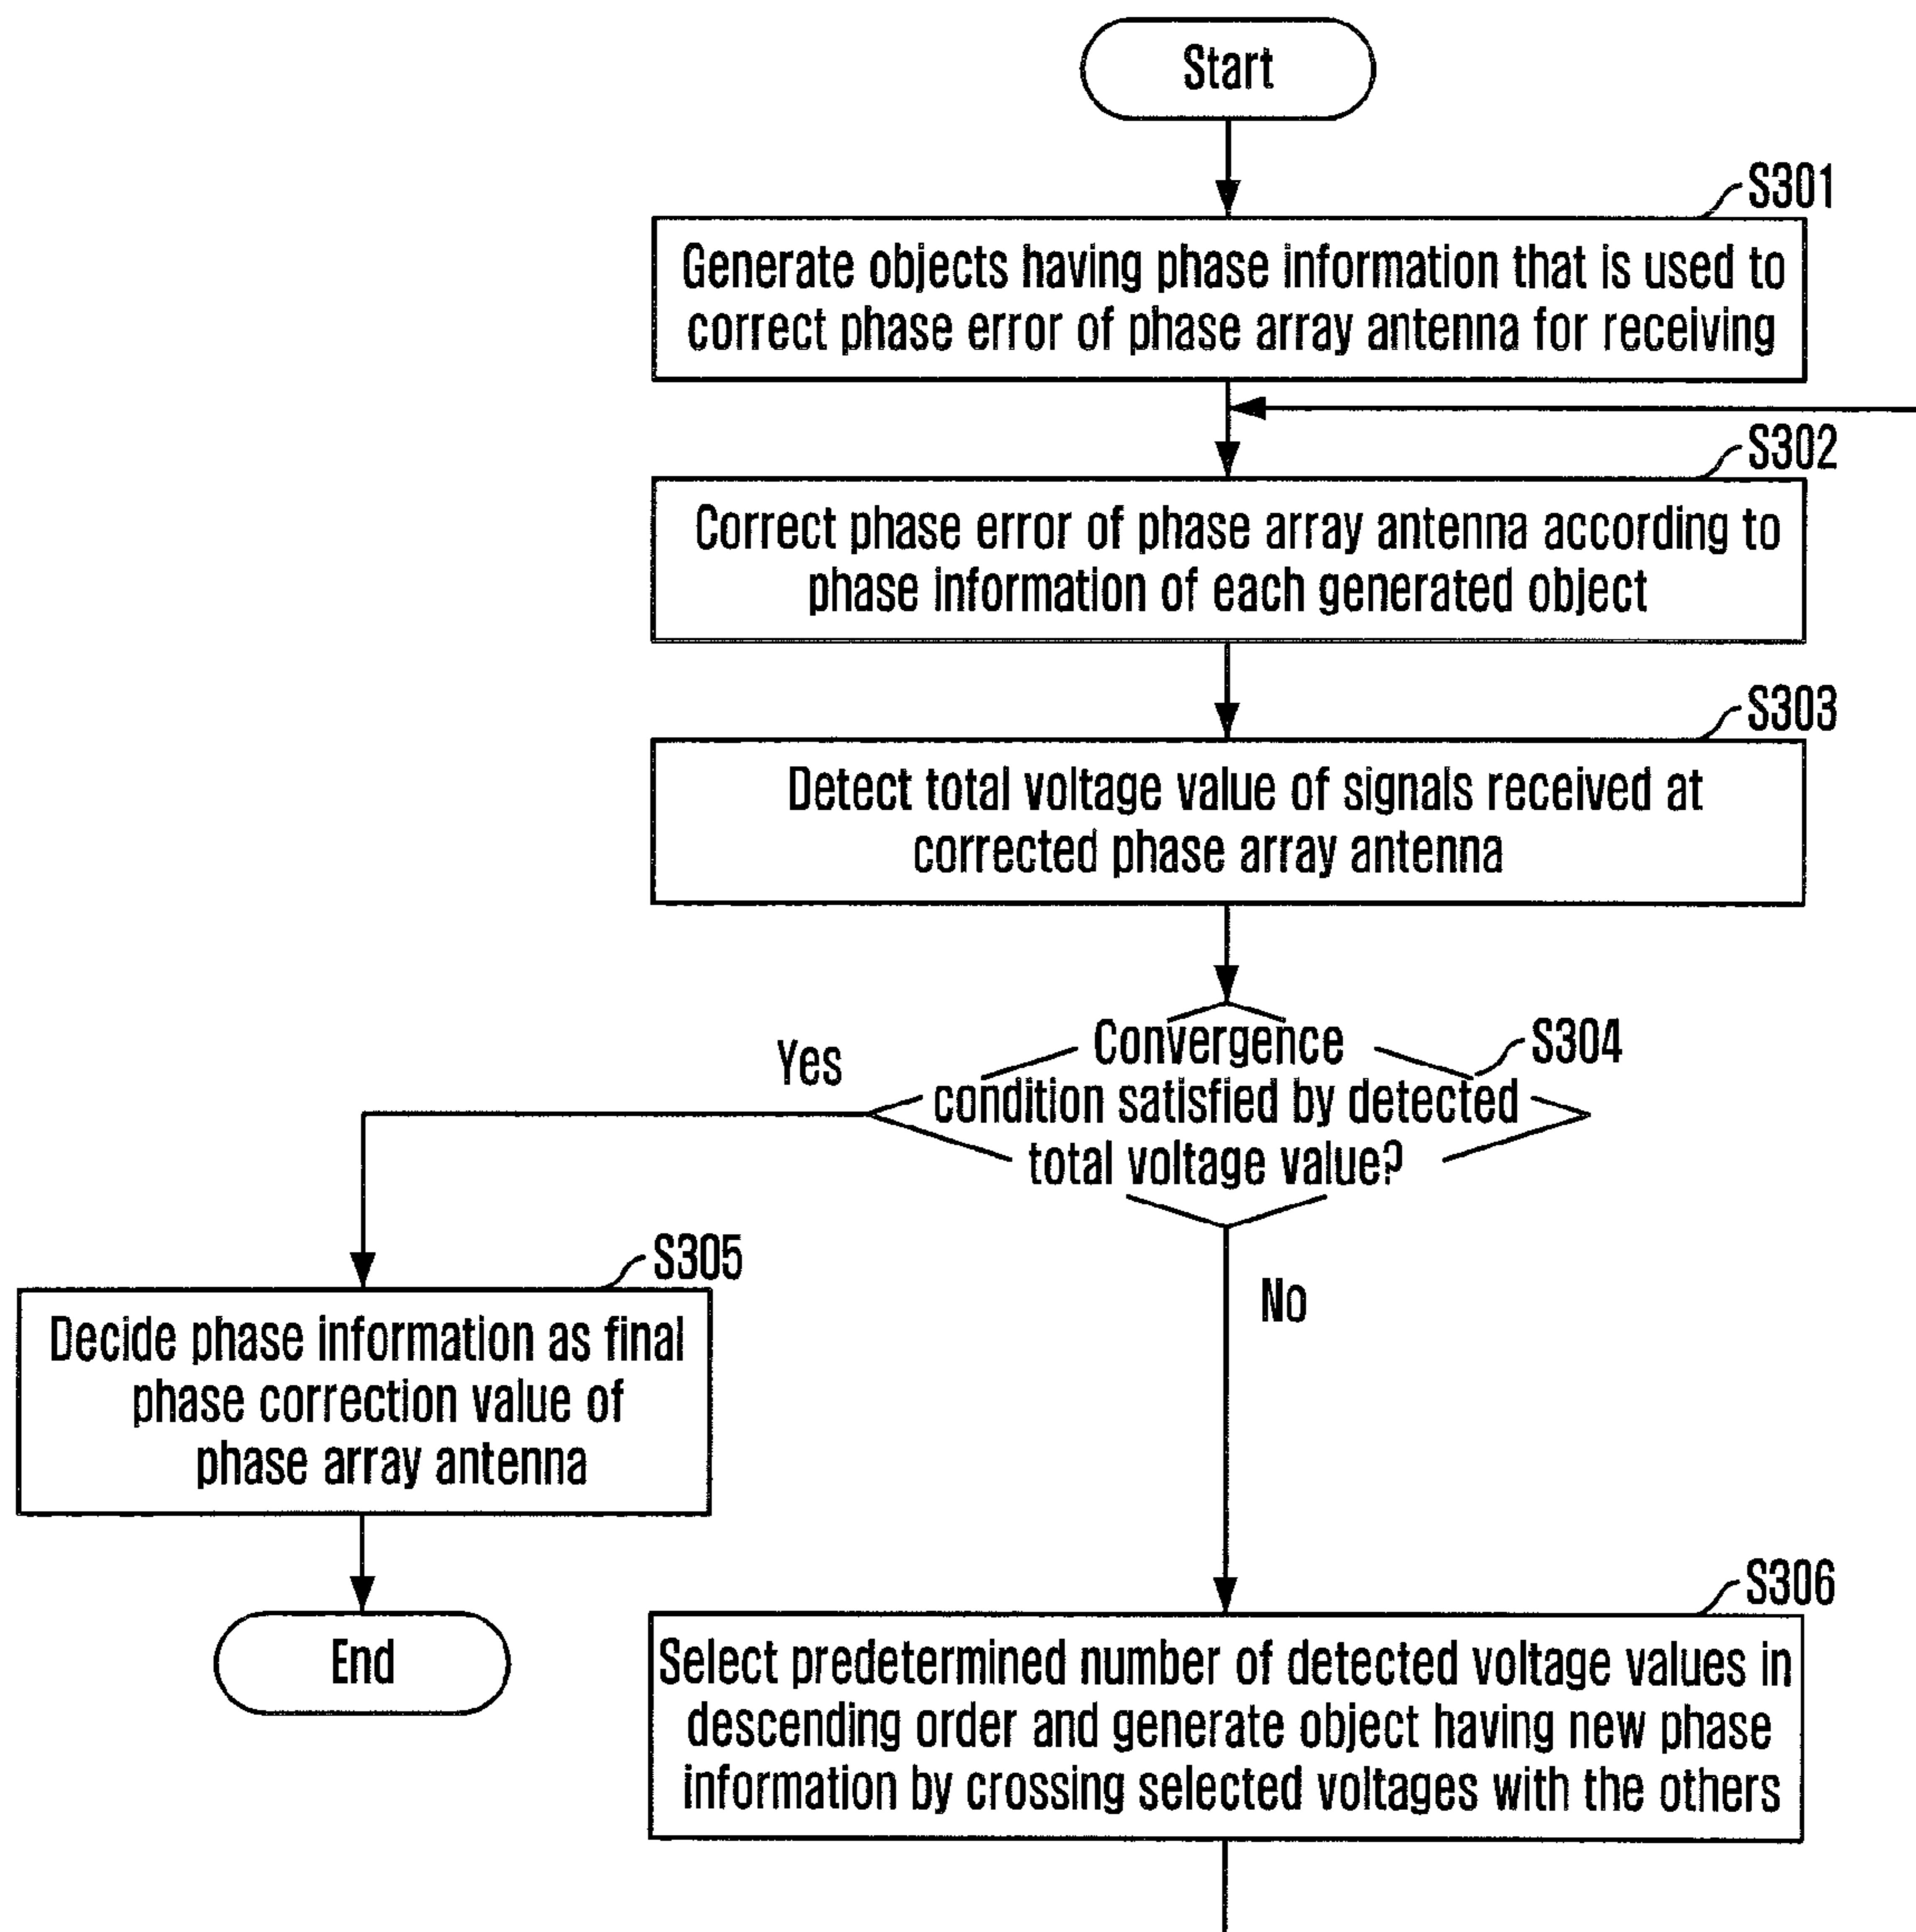 Start
S301
Generate objects having phase information that is used to
correct phase error of phase array antenna for receiving
S302
Correct phase error of phase array antenna according to
phase information of each generated object
S303
Detect total voltage value of signals received at
corrected phase array antenna
S304
Convergence
condition satisfied by detected
total voltage value?
Yes
No
S305
Decide phase information as final
phase correction value of
phase array antenna
End
S306
Select predetermined number of detected voltage values in
descending order and generate object having new phase
information by crossing selected voltages with the others